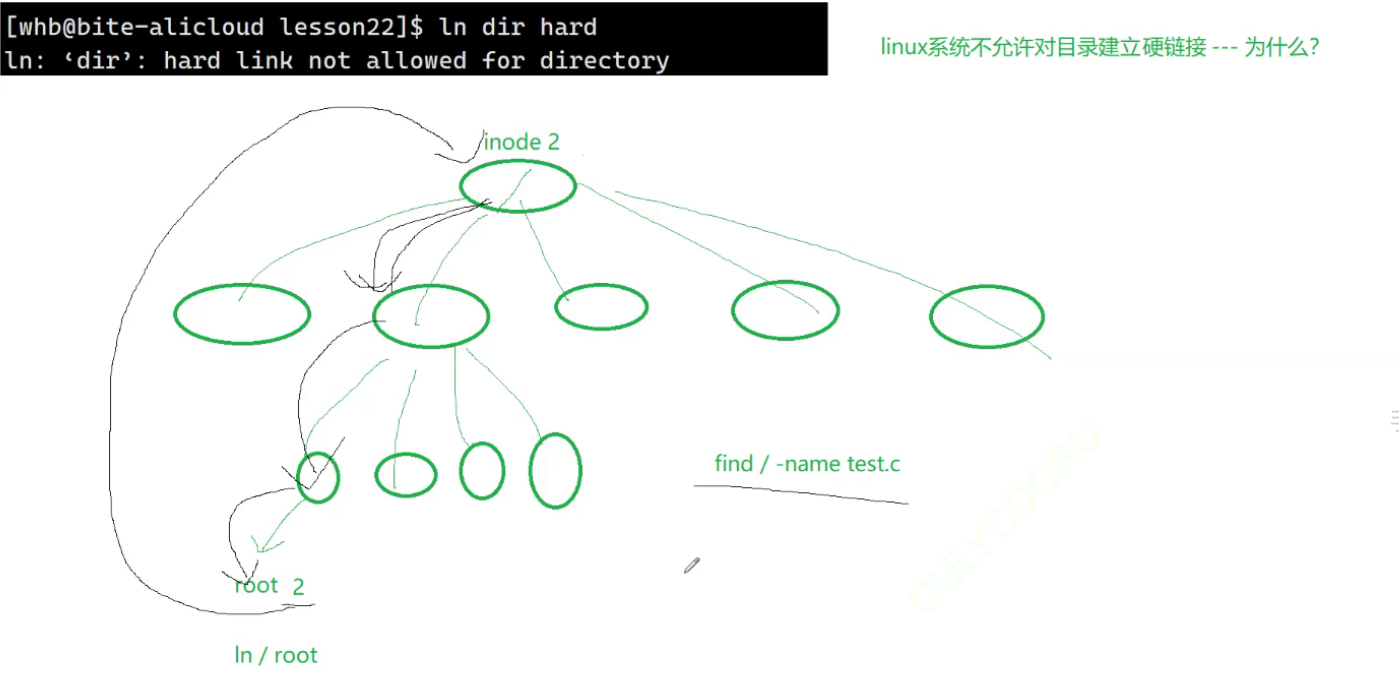 [whb@bite-alicloud lesson22]$ ln dir hard
ln: ‘dir’: hard link not allowed for directory
linux系统不允许对目录建立硬链接 --- 为什么？
inode 2
find / -name test.c
root 2
ln / root
CULYCDORU